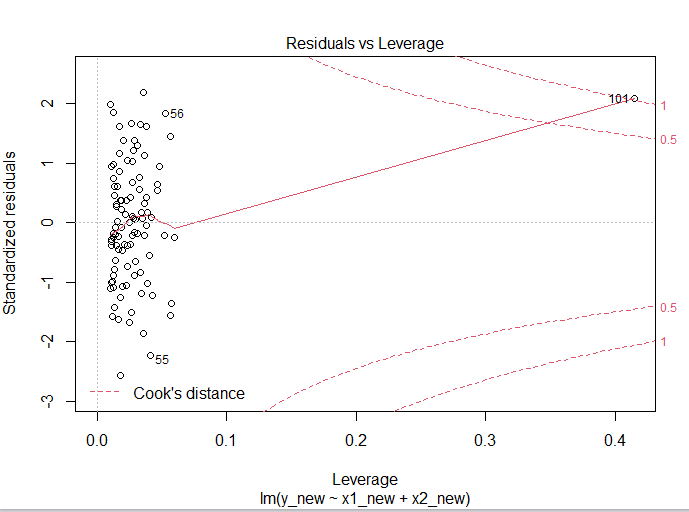 Residuals vs Leverage
Standardized residuals
2
1
0
-1
-2
-3
101
56
55
1
0.5
0.5
1
Cook's distance
0.0 0.1 0.2 0.3 0.4
Leverage
lm(y_new ~ x1_new + x2_new)